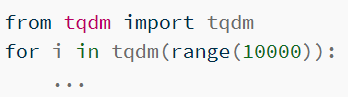 from tqdm import tqdm
for i in tqdm(range(10000)):
    ...